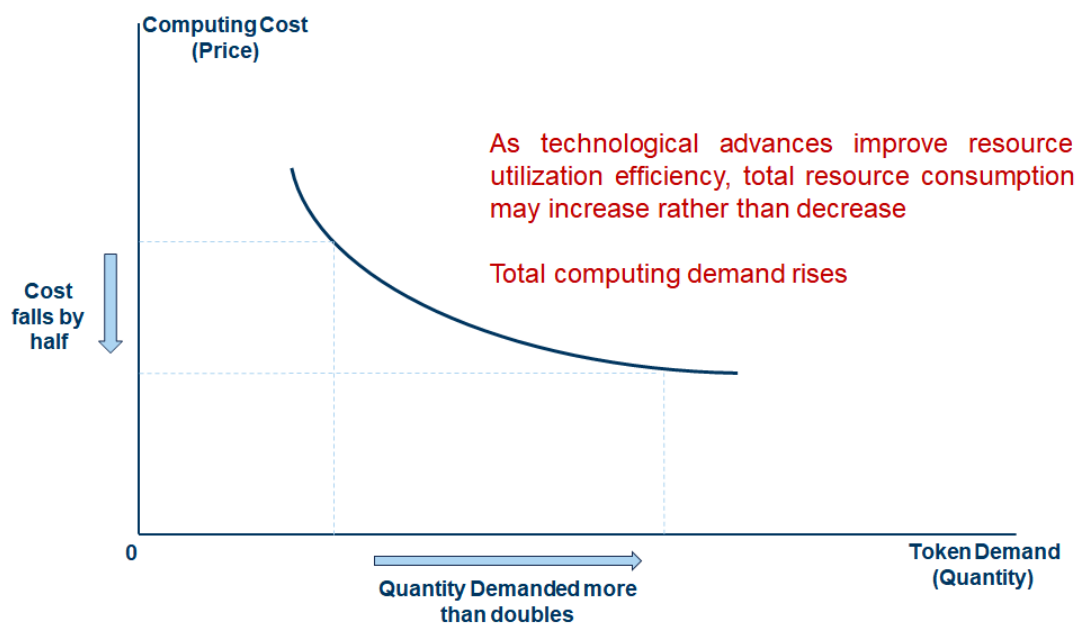 Computing Cost
(Price)
As technological advances improve resource
utilization efficiency, total resource consumption
may increase rather than decrease
Total computing demand rises
Cost
falls by
half
0
Token Demand
(Quantity)
Quantity Demanded more
than doubles